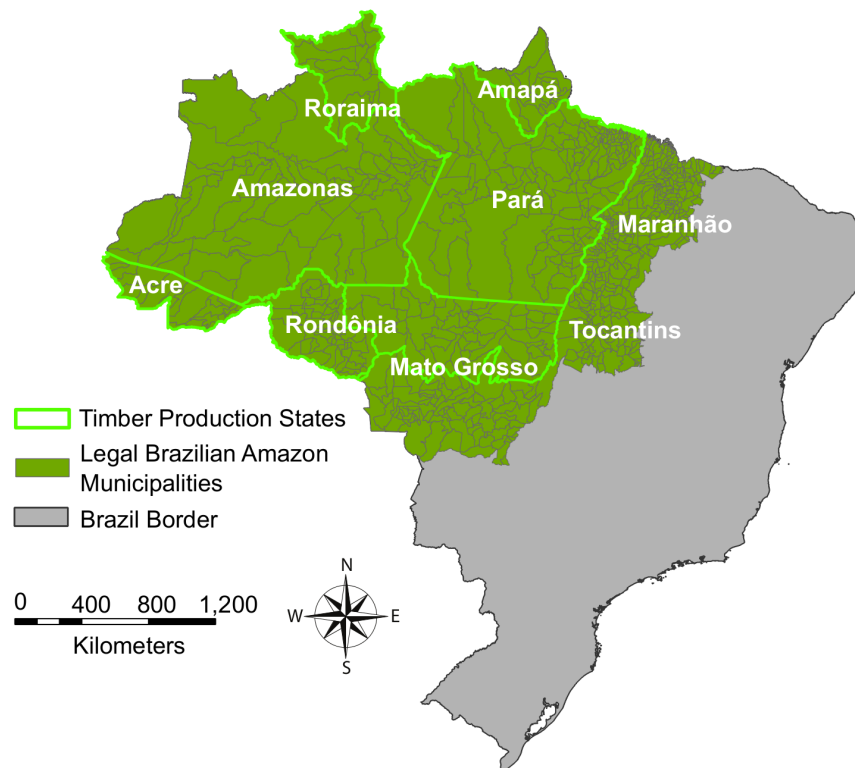 Roraima
Amapá
Amazonas
Pará
Maranhão
Acre
Rondônia
Tocantins
Mato Grosso
Timber Production States
Legal Brazilian Amazon
Municipalities
Brazil Border
0 400 800 1,200
Kilometers
N
W E
S